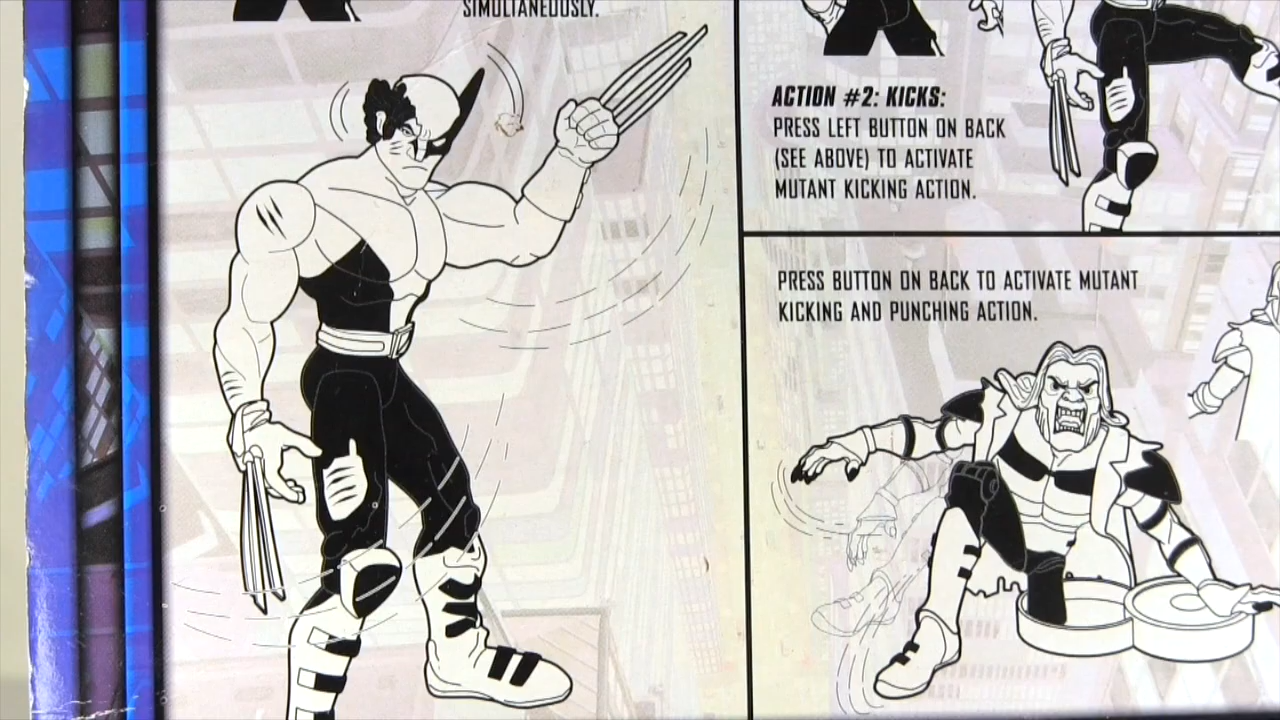 SIMULTANEOUSLY.
ACTION #2: KICKS:
PRESS LEFT BUTTON ON BACK
(SEE ABOVE) TO ACTIVATE
MUTANT KICKING ACTION.
PRESS BUTTON ON BACK TO ACTIVATE MUTANT
KICKING AND PUNCHING ACTION.